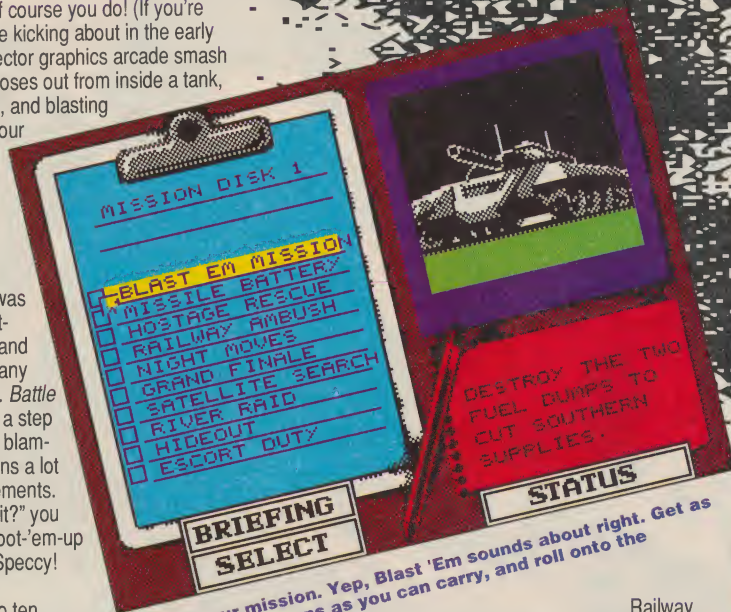 f course you do! (If you're
e kicking about in the early
ector graphics arcade smash
oses out from inside a tank,
, and blasting
our
was
and
any
. Battle
a step
blam-
ns a lot
ements.
it?" you
oot-'em-up
Speccy!
o ten
MISSION DISK 1
BLAST EM MISSION
MISSILE BATTERY
HOSTAGE RESCUE
RAILWAY AMBUSH
NIGHT MOVES
GRAND FINALE
SATELLITE SEARCH
RIVER RAID
HIDEOUT
ESCORT DUTY
BRIEFING
SELECT
DESTROY THE TWO
FUEL DUMPS TO
CUT SOUTHERN
SUPPLIES.
STATUS
ur mission. Yep, Blast 'Em sounds about right. Get as
ns as you can carry, and roll onto the
Railway